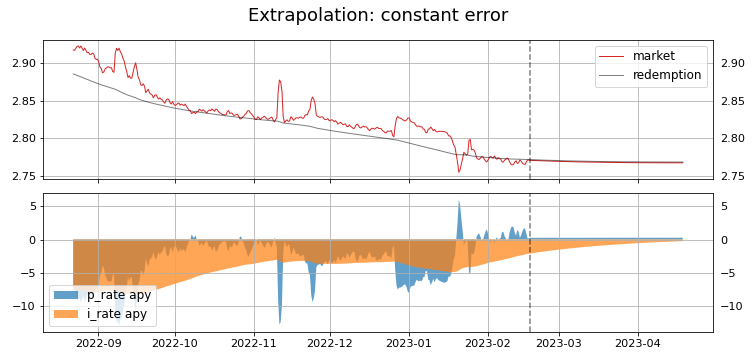 Extrapolation: constant error
2.90
2.85
2.80
2.75
market
redemption
2.90
2.85
2.80
2.75
5
0
−5
−10
p_rate apy
i_rate apy
5
0
−5
−10
2022-09 2022-10 2022-11 2022-12 2023-01 2023-02 2023-03 2023-04